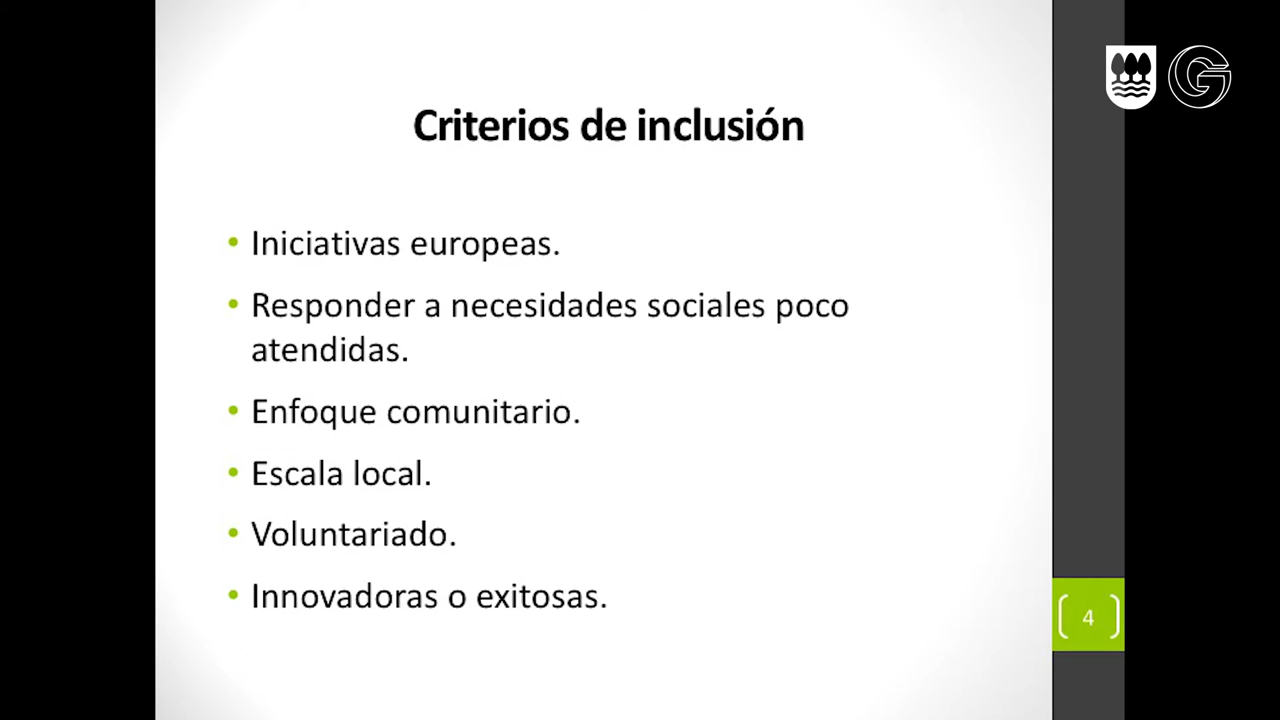 Criterios de inclusión
• Iniciativas europeas.
• Responder a necesidades sociales poco
atendidas.
• Enfoque comunitario.
• Escala local.
• Voluntariado.
• Innovadoras o exitosas.
4